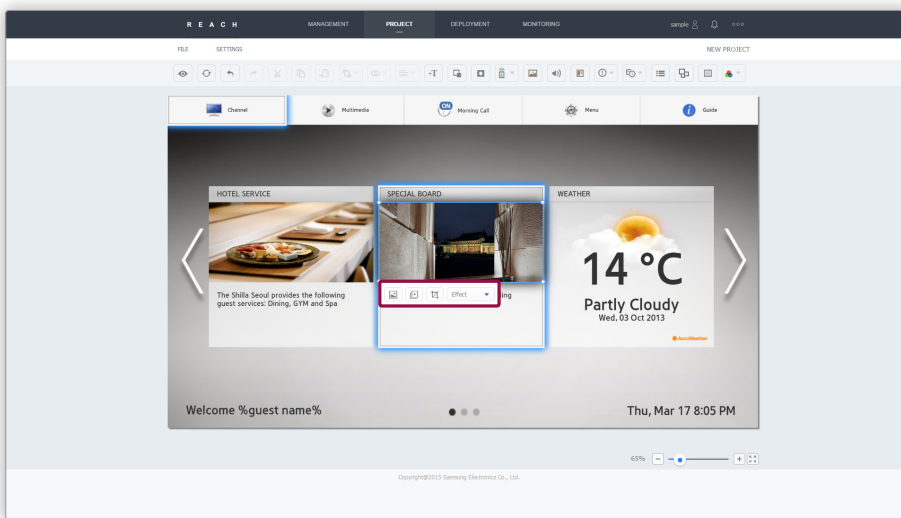 REACH
MANAGEMENT
PROJECT
DEPLOYMENT
MONITORING
sample
FILE
SETTINGS
NEW PROJECT
Channel
Multimedia
ON
Morning Call
Menu
Guide
HOTEL SERVICE
SPECIAL BOARD
WEATHER
14 °C
The Shilla Seoul provides the following
guest services: Dining, GYM and Spa
Effect
ing
Partly Cloudy
Wed, 03 Oct 2013
AccuWeather
Welcome %guest name%
Thu, Mar 17 8:05 PM
65%
Copyright@2015 Samsung Electronics Co., Ltd.